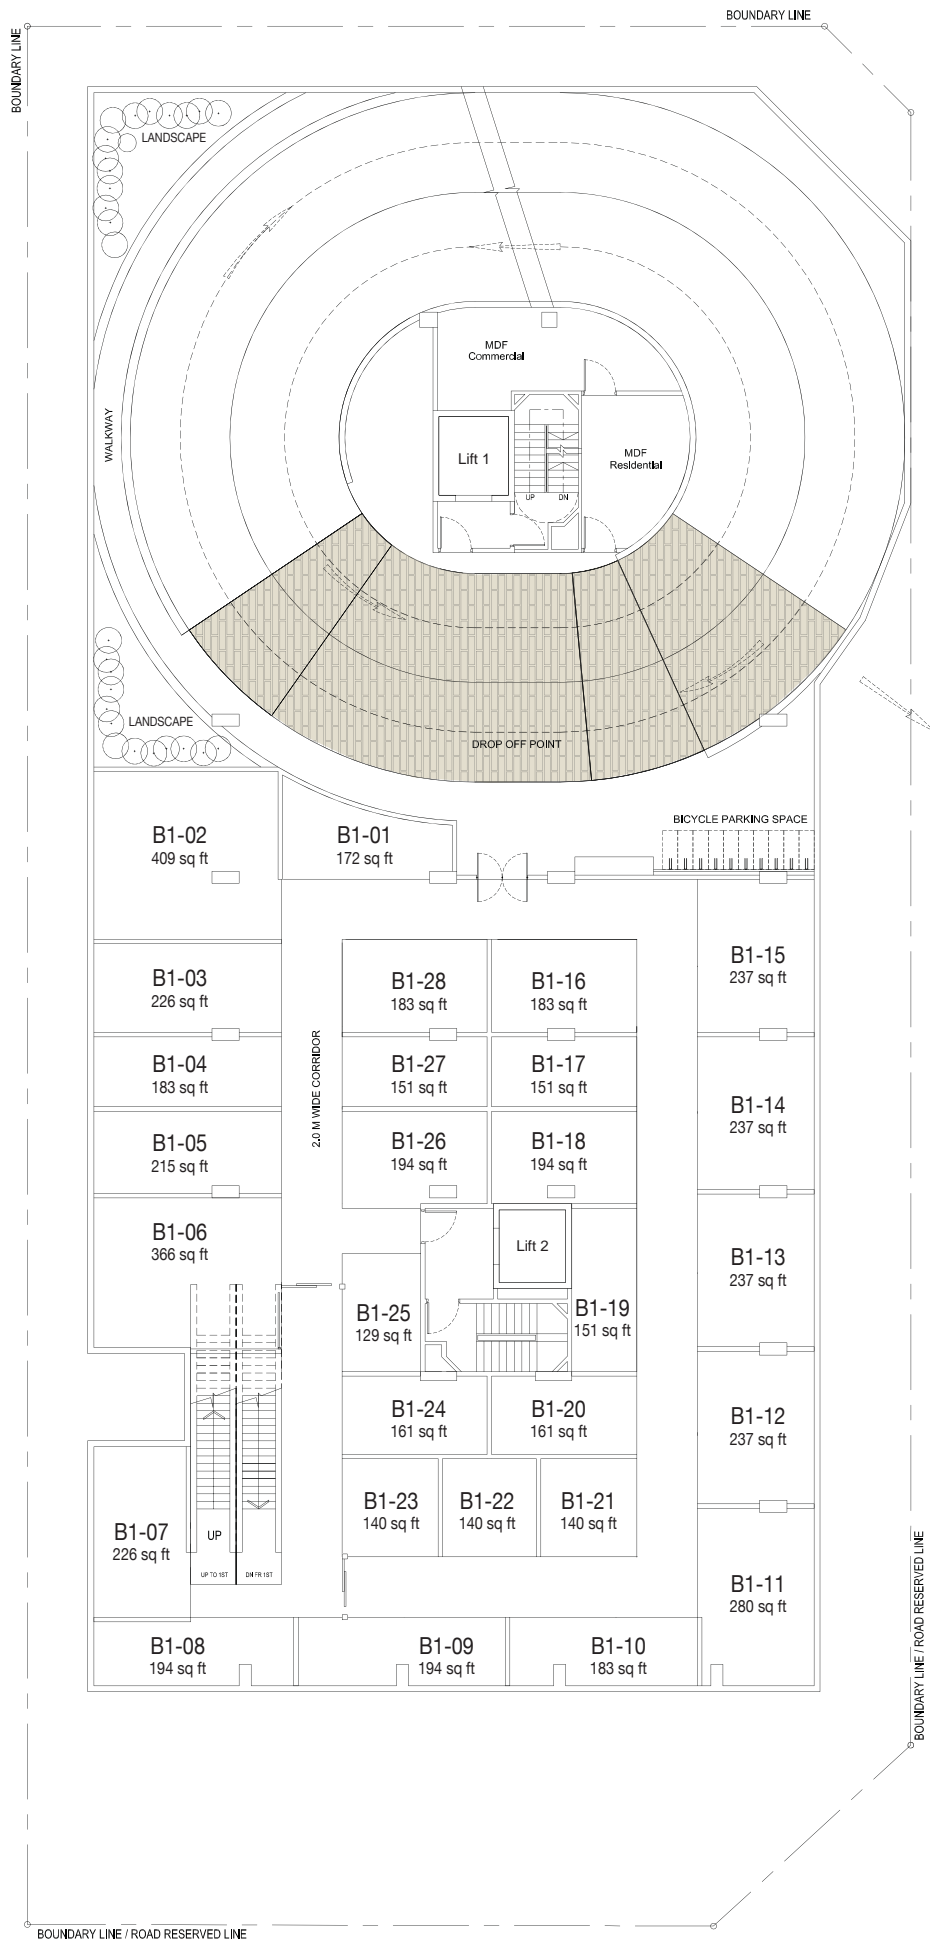 BOUNDARY LINE
BOUNDARY LINE
LANDSCAPE
MDF
Commercial
WALKWAY
Lift 1
MDF
Residential
UP
DN
LANDSCAPE
DROP OFF POINT
BICYCLE PARKING SPACE
B1-02
409 sq ft
B1-01
172 sq ft
B1-15
237 sq ft
B1-03
226 sq ft
B1-28
183 sq ft
B1-16
183 sq ft
2.0 M WIDE CORRIDOR
B1-04
183 sq ft
B1-27
151 sq ft
B1-17
151 sq ft
B1-14
237 sq ft
B1-05
215 sq ft
B1-26
194 sq ft
B1-18
194 sq ft
B1-06
366 sq ft
Lift 2
B1-13
237 sq ft
B1-25
129 sq ft
B1-19
151 sq ft
B1-24
161 sq ft
B1-20
161 sq ft
B1-12
237 sq ft
B1-23
140 sq ft
B1-22
140 sq ft
B1-21
140 sq ft
B1-07
226 sq ft
UP
UP TO 1ST
DN FR 1ST
B1-11
280 sq ft
B1-08
194 sq ft
B1-09
194 sq ft
B1-10
183 sq ft
BOUNDARY LINE / ROAD RESERVED LINE
BOUNDARY LINE / ROAD RESERVED LINE